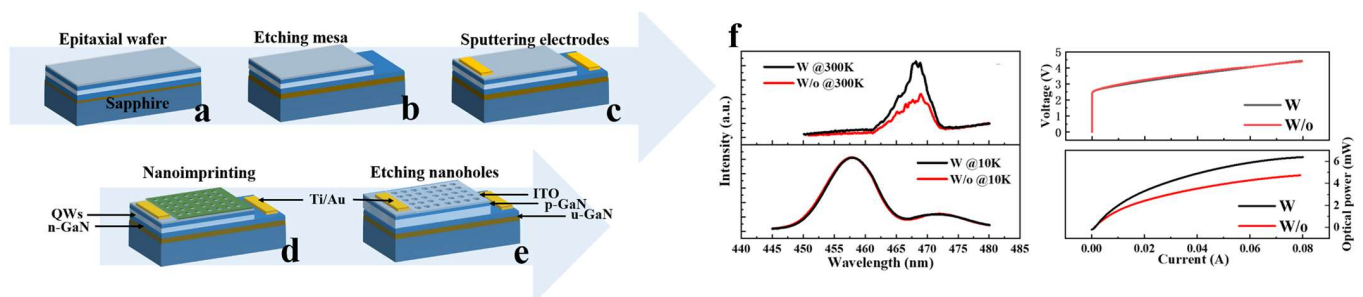 Epitaxial wafer
Sapphire
a
Etching mesa
b
Sputtering electrodes
c
Nanoimprinting
QWs
n-GaN
d
Ti/Au
Etching nanoholes
ITO
p-GaN
u-GaN
e
f
Intensity (a.u.)
W @300K
W/o @300K
W @10K
W/o @10K
440 445 450 455 460 465 470 475 480 485
Wavelength (nm)
Voltage (V)
5
4
3
2
1
0
W
W/o
W
W/o
6
4
2
0
Optical power (mW)
0.00 0.02 0.04 0.06 0.08
Current (A)